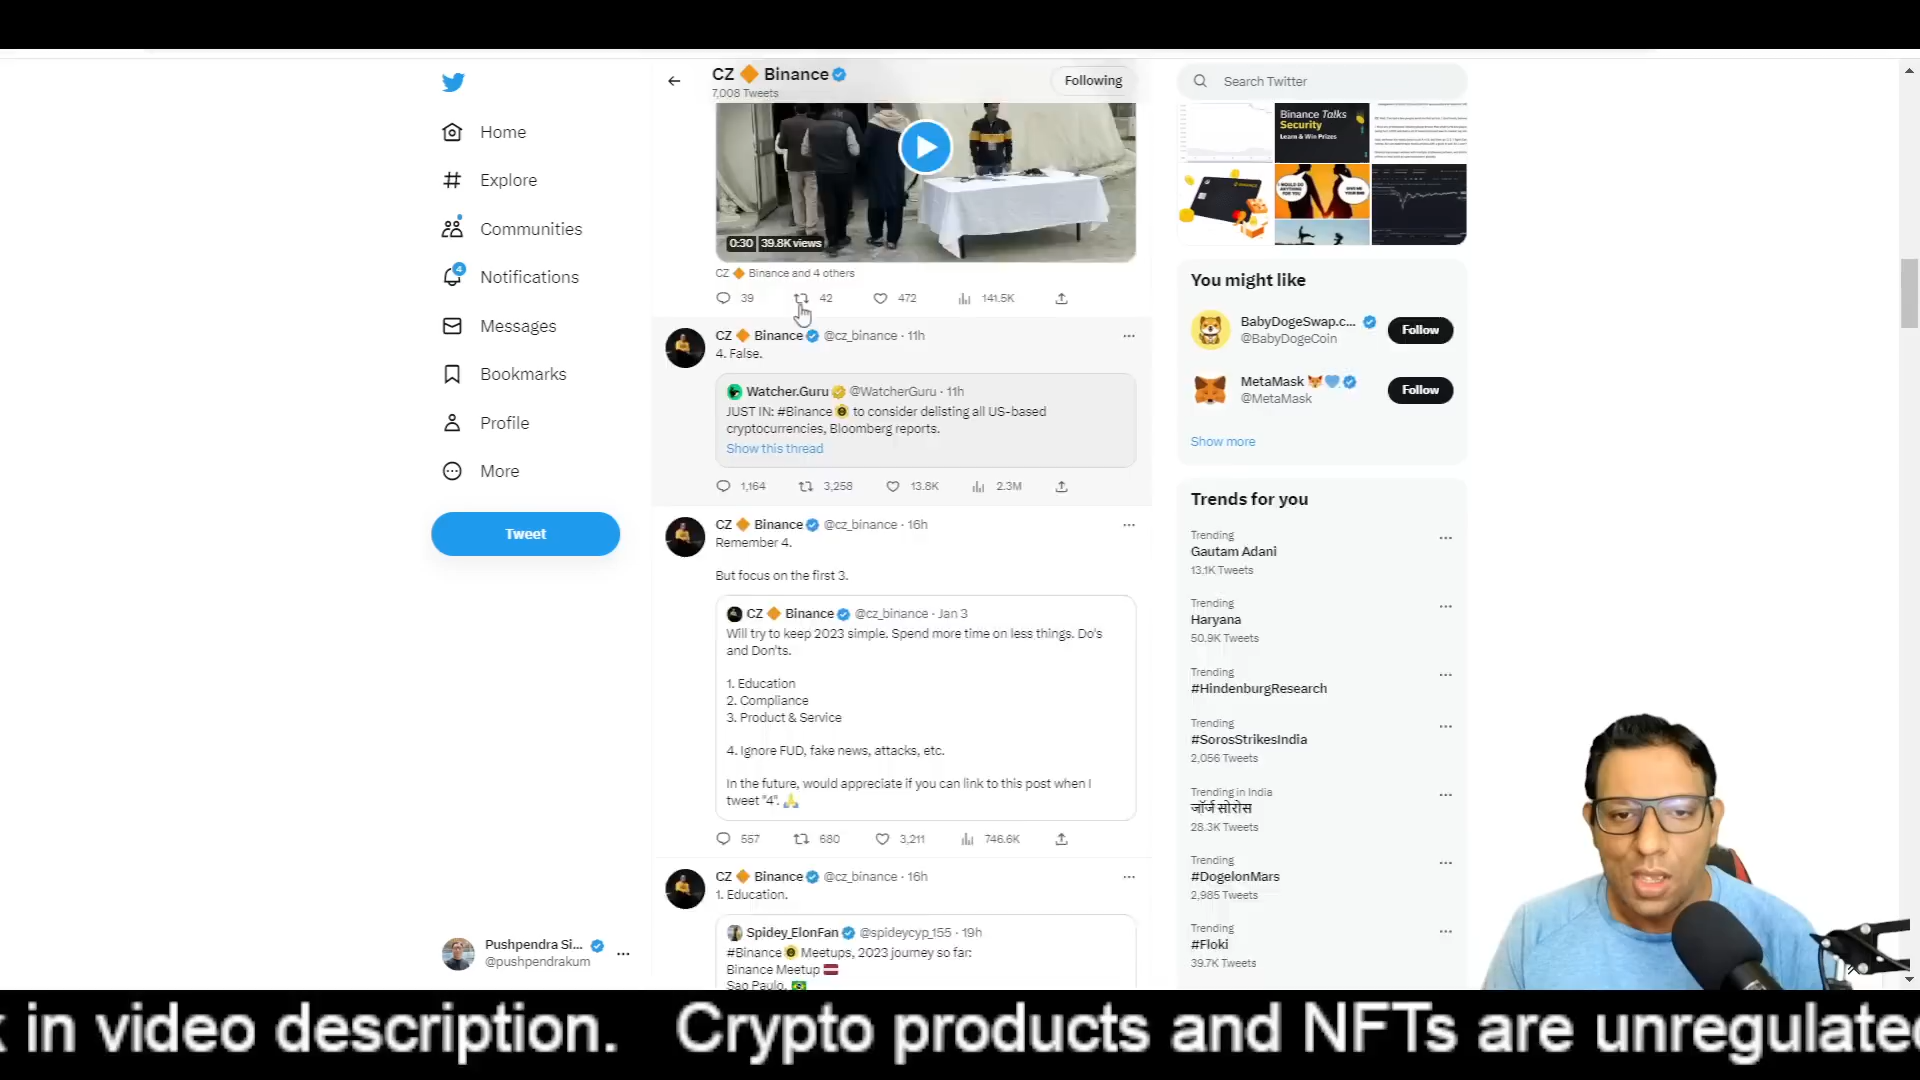 CZ 🔶 Binance
7,008 Tweets
Following
Search Twitter
Home
Explore
Communities
4
Notifications
Messages
Bookmarks
Profile
More
Tweet
Pushpendra Si...
@pushpendrakum
0:30 39.8K views
CZ 🔶 Binance and 4 others
39 42 472 141.5K
CZ 🔶 Binance @cz_binance · 11h
4. False.
Watcher.Guru @WatcherGuru · 11h
JUST IN: #Binance to consider delisting all US-based
cryptocurrencies, Bloomberg reports.
Show this thread
1,164 3,258 13.8K 2.3M
CZ 🔶 Binance @cz_binance · 16h
Remember 4.
But focus on the first 3.
CZ 🔶 Binance @cz_binance · Jan 3
Will try to keep 2023 simple. Spend more time on less things. Do's
and Don'ts.
1. Education
2. Compliance
3. Product & Service
4. Ignore FUD, fake news, attacks, etc.
In the future, would appreciate if you can link to this post when I
tweet "4". 🙏
557 680 3,211 746.6K
CZ 🔶 Binance @cz_binance · 16h
1. Education.
Spidey_ElonFan @spideycyp_155 · 19h
#Binance Meetups, 2023 journey so far:
Binance Meetup 🇱🇻
Sao Paulo, 🇧🇷
Binance Talks
Security
Learn & Win Prizes
You might like
BabyDogeSwap.c...
@BabyDogeCoin
Follow
MetaMask 🦊💙
@MetaMask
Follow
Show more
Trends for you
Trending
Gautam Adani
13.1K Tweets
Trending
Haryana
50.9K Tweets
Trending
#HindenburgResearch
Trending
#SorosStrikesIndia
2,056 Tweets
Trending in India
जॉर्ज सोरोस
28.3K Tweets
Trending
#DogelonMars
2,985 Tweets
Trending
#Floki
39.7K Tweets
in video description. Crypto products and NFTs are unregulated